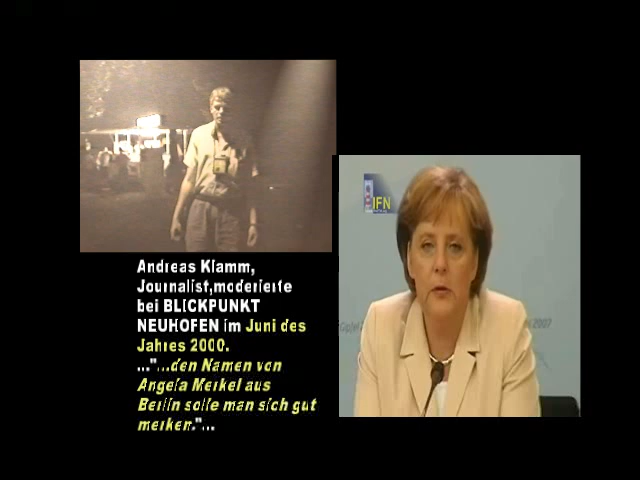 IFN
Andreas Klamm,
Journalist,moderierte
bei BLICKPUNKT
NEUHOFEN im Juni des
Jahres 2000.
..."...den Namen von
Angela Merkel aus
Berlin solle man sich gut
merken."...
Gipfel
2007